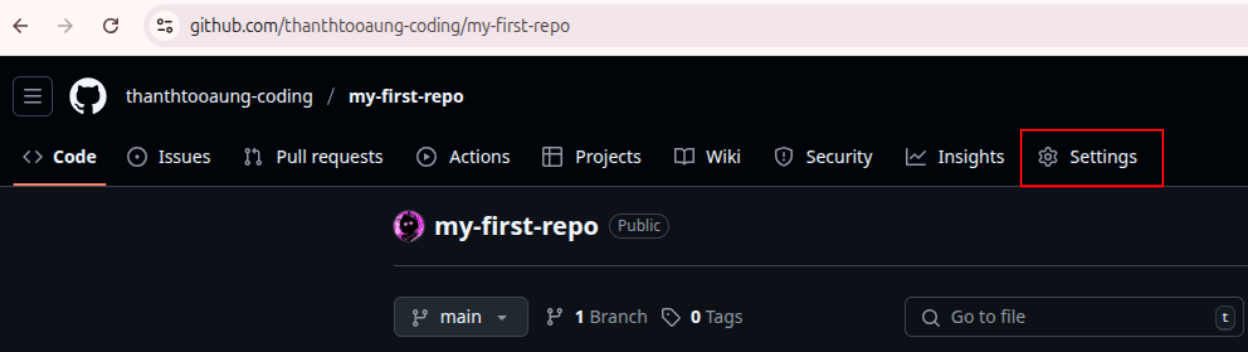 github.com/thanthtooaung-coding/my-first-repo
thanthtooaung-coding / my-first-repo
Code Issues Pull requests Actions Projects Wiki Security Insights Settings
my-first-repo Public
main 1 Branch 0 Tags Go to file t